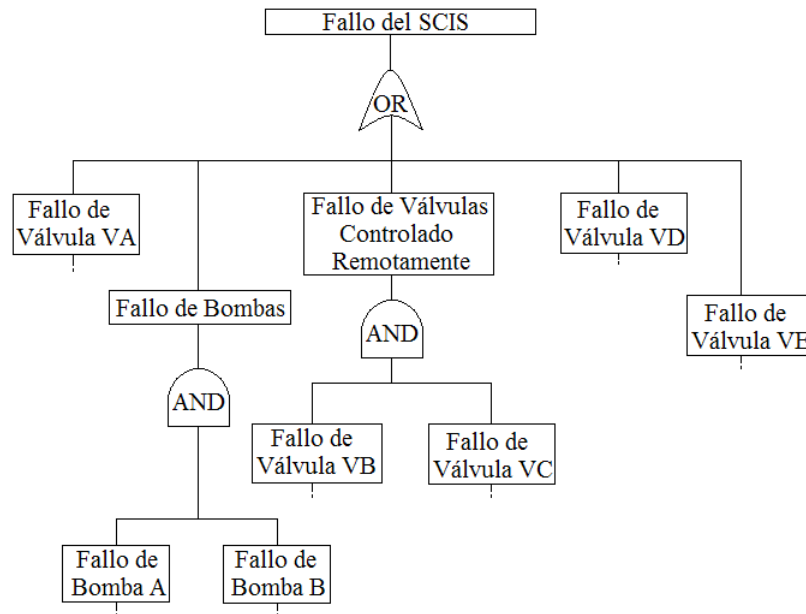 Fallo del SCIS
OR
Fallo de
Válvula VA
Fallo de Válvulas
Controlado
Remotamente
Fallo de
Válvula VD
Fallo de Bombas
Fallo de
Válvula VE
AND
AND
Fallo de
Válvula VB
Fallo de
Válvula VC
Fallo de
Bomba A
Fallo de
Bomba B